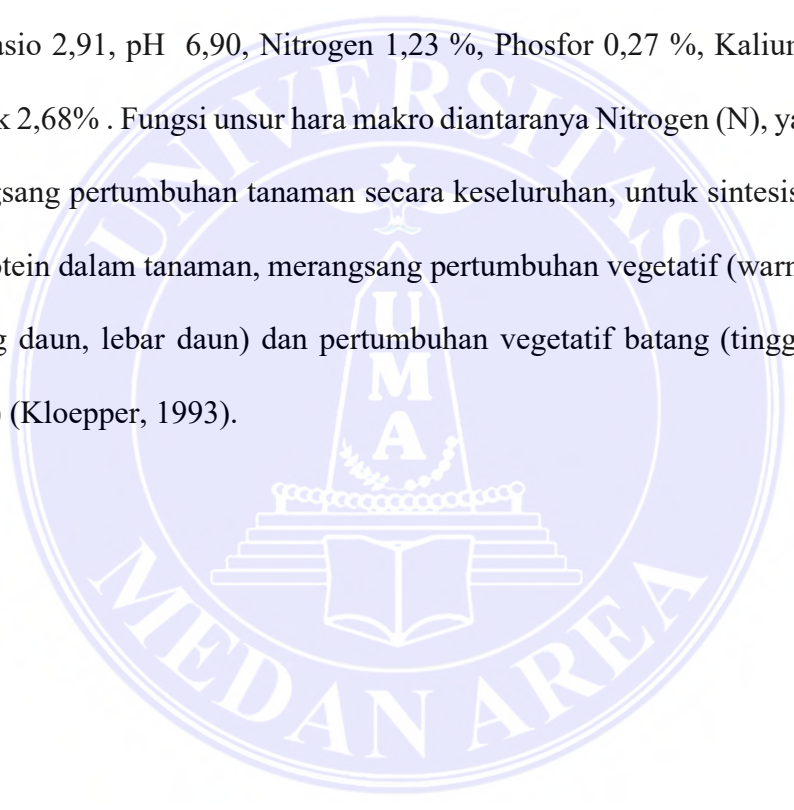 asio 2,91, pH 6,90, Nitrogen 1,23 %, Phosfor 0,27 %, Kaliun
k 2,68% . Fungsi unsur hara makro diantaranya Nitrogen (N), ya
gsang pertumbuhan tanaman secara keseluruhan, untuk sintesis
otein dalam tanaman, merangsang pertumbuhan vegetatif (warn
g daun, lebar daun) dan pertumbuhan vegetatif batang (tingg
) (Kloepper, 1993).
UNIVERSITAS
UMA
MEDAN AREA